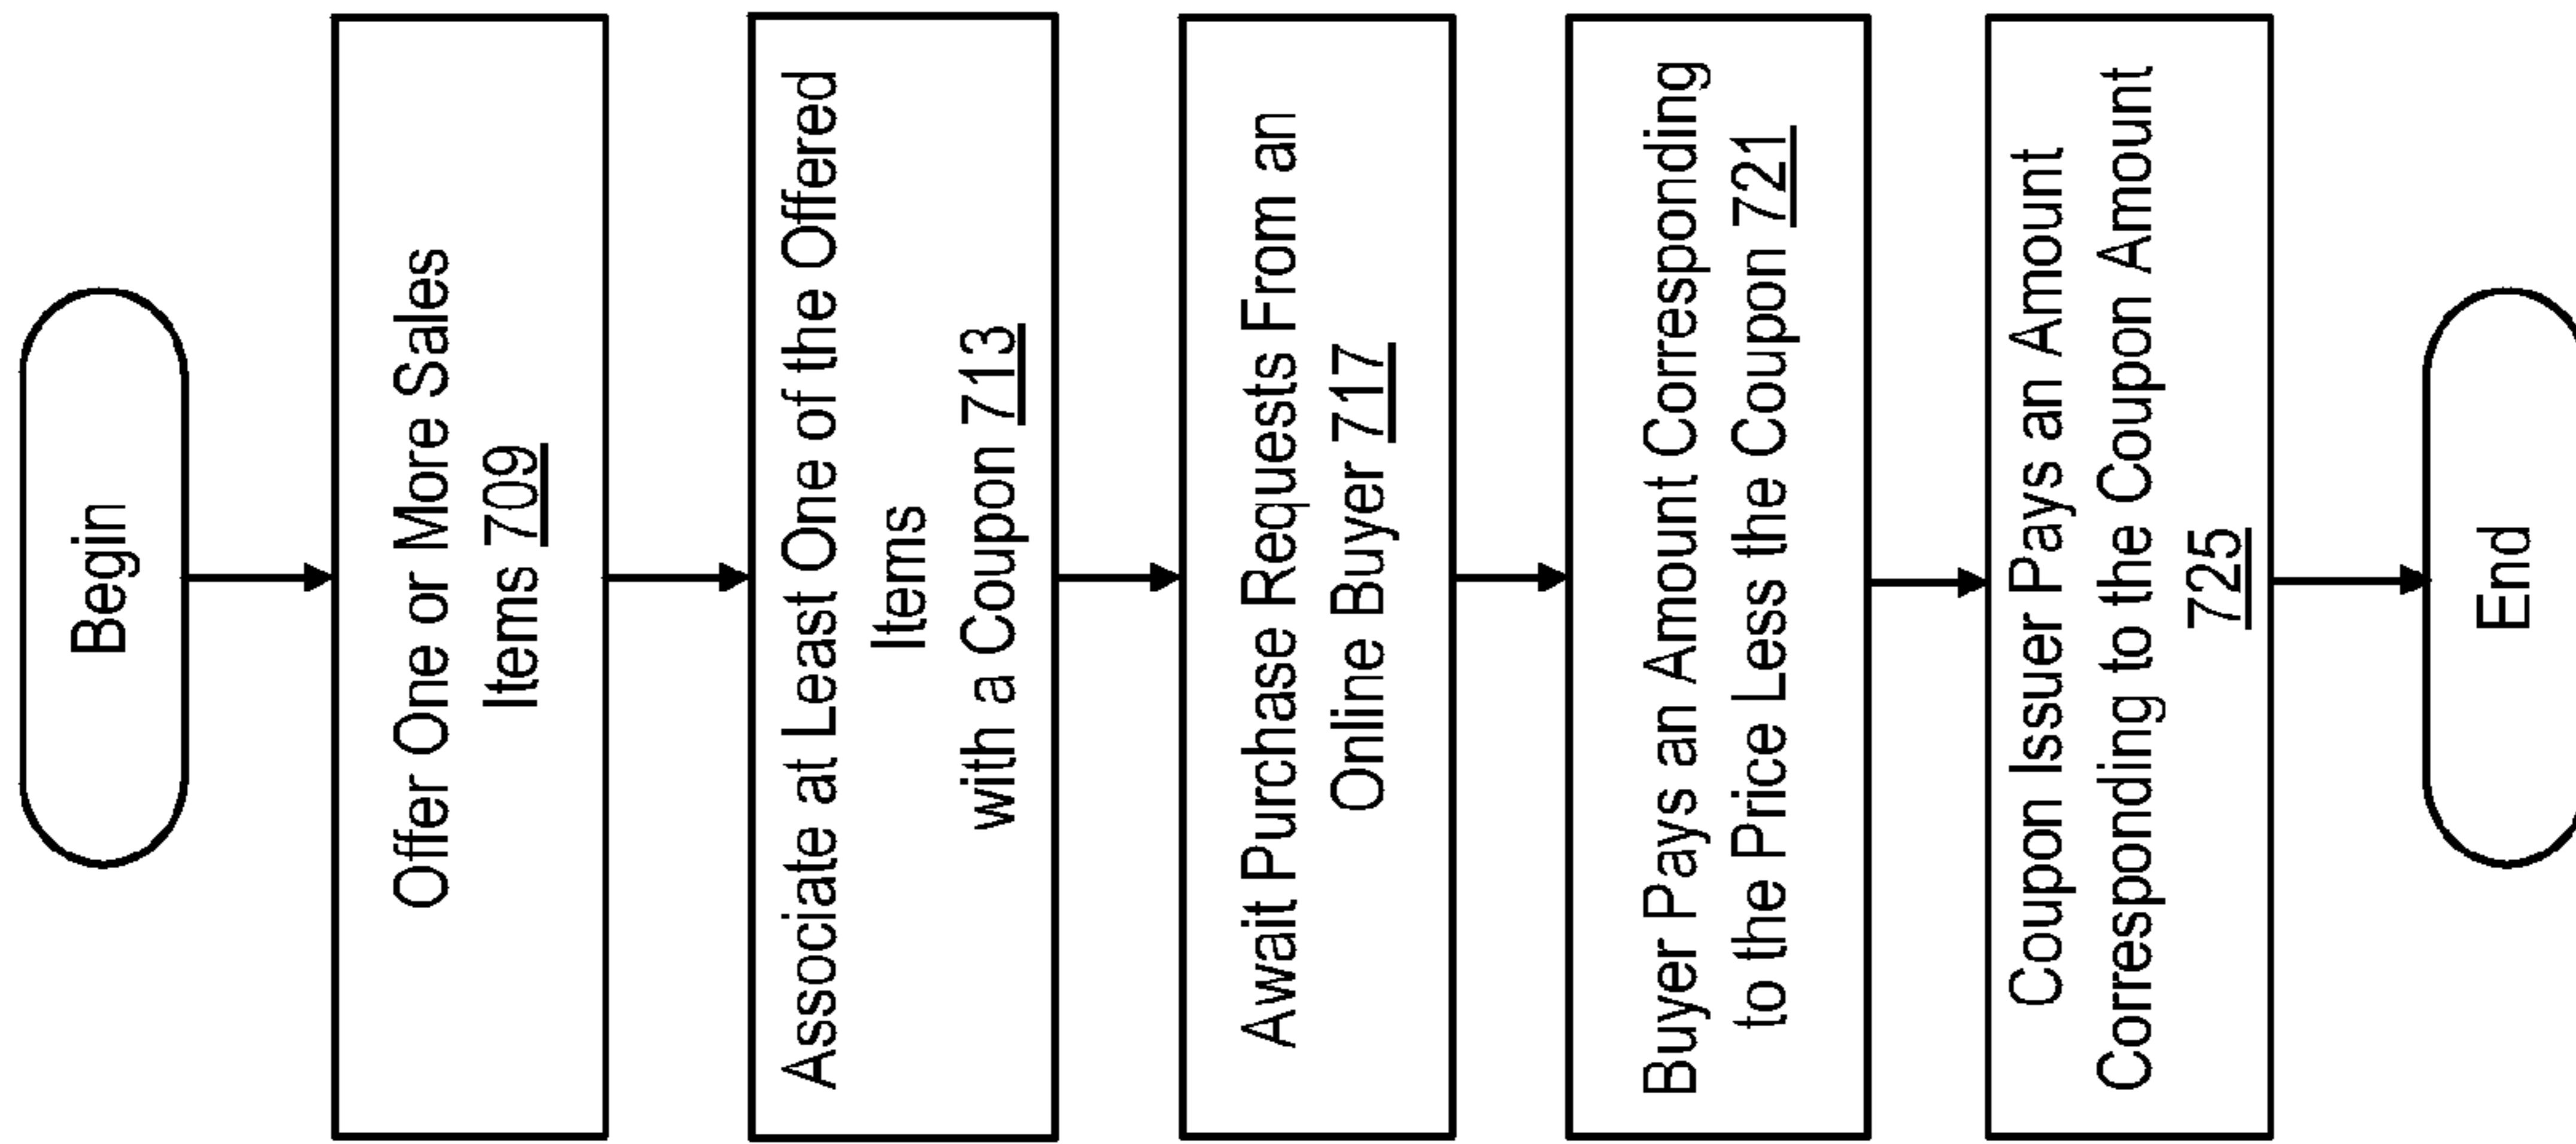 Begin
Offer One or More Sales
Items 709
Associate at Least One of the Offered
Items
with a Coupon 713
Await Purchase Requests From an
Online Buyer 717
Buyer Pays an Amount Corresponding
to the Price Less the Coupon 721
Coupon Issuer Pays an Amount
Corresponding to the Coupon Amount
725
End